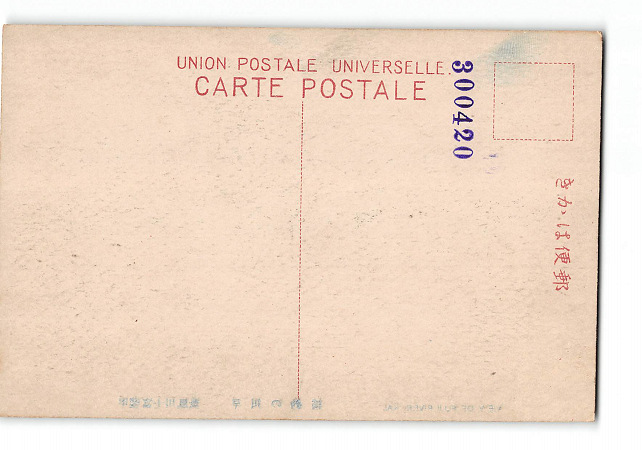 UNION POSTALE UNIVERSELLE.
CARTE POSTALE
300420
きかは便郵